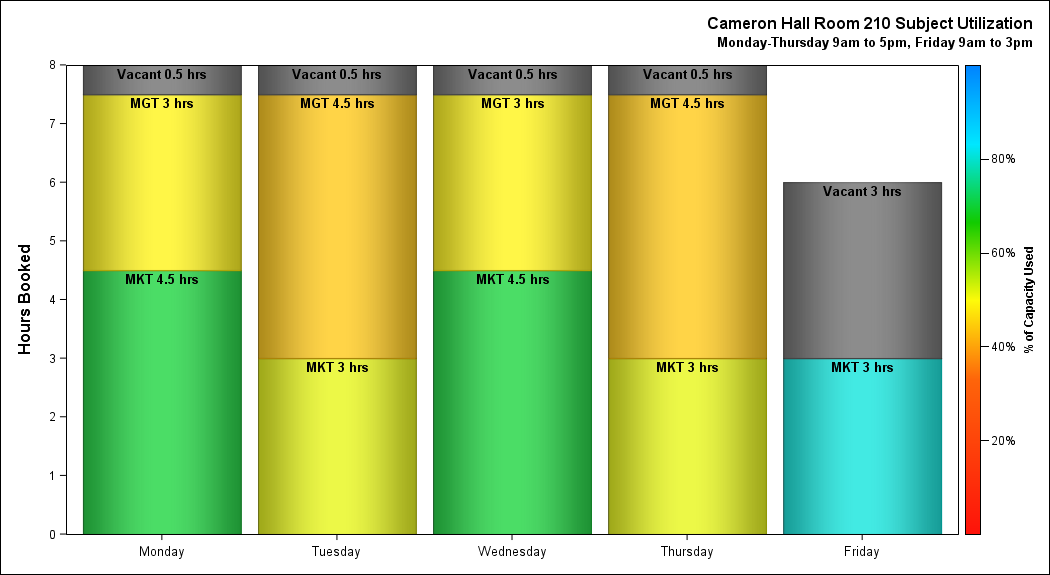 Cameron Hall Room 210 Subject Utilization
Monday-Thursday 9am to 5pm, Friday 9am to 3pm
Hours Booked
8
7
6
5
4
3
2
1
0
Vacant 0.5 hrs
MGT 3 hrs
MKT 4.5 hrs
Vacant 0.5 hrs
MGT 4.5 hrs
MKT 3 hrs
Vacant 0.5 hrs
MGT 3 hrs
MKT 4.5 hrs
Vacant 0.5 hrs
MGT 4.5 hrs
MKT 3 hrs
Vacant 3 hrs
MKT 3 hrs
Monday
Tuesday
Wednesday
Thursday
Friday
80%
60%
40%
20%
% of Capacity Used